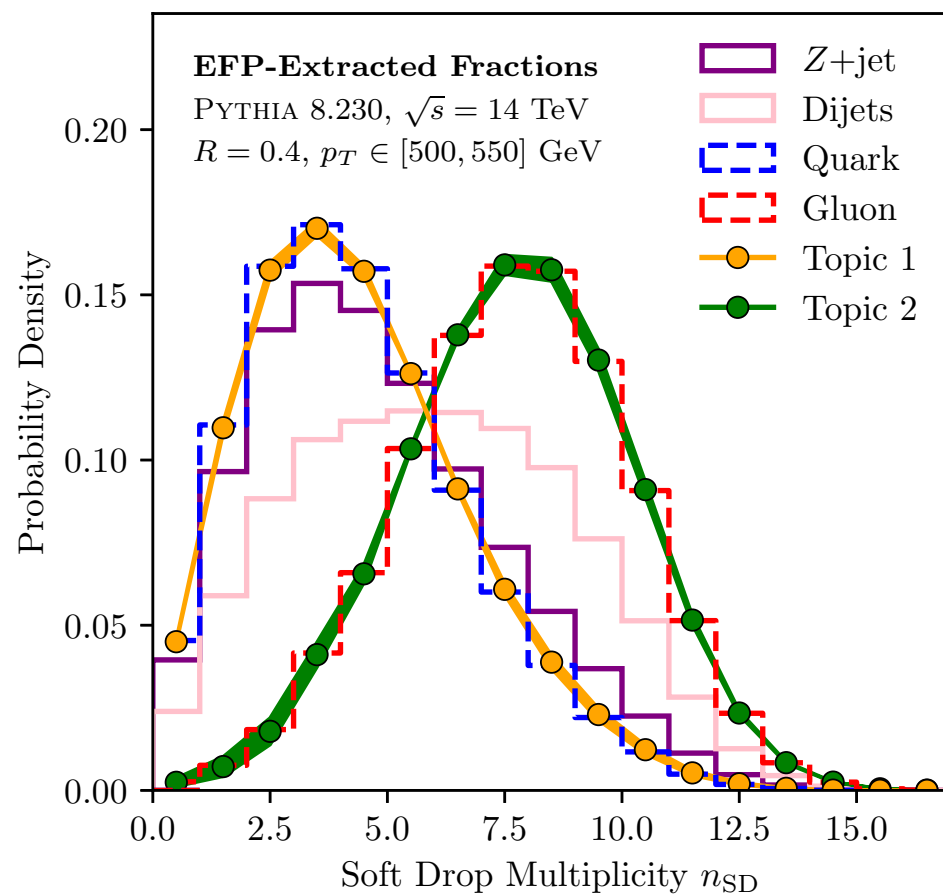 EFP-Extracted Fractions
PYTHIA 8.230, √s = 14 TeV
R = 0.4, p_T ∈ [500, 550] GeV
Z+jet
Dijets
Quark
Gluon
Topic 1
Topic 2
Probability Density
0.20
0.15
0.10
0.05
0.00
0.0 2.5 5.0 7.5 10.0 12.5 15.0
Soft Drop Multiplicity n_SD